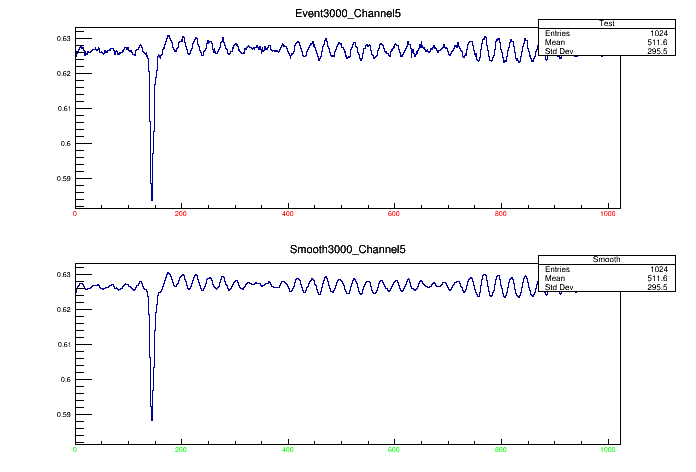 Event3000_Channel5
Test
Entries 1024
Mean 511.6
Std Dev 295.5
0.63
0.62
0.61
0.6
0.59
0 200 400 600 800 1000
Smooth3000_Channel5
Smooth
Entries 1024
Mean 511.6
Std Dev 295.5
0.63
0.62
0.61
0.6
0.59
0 200 400 600 800 1000